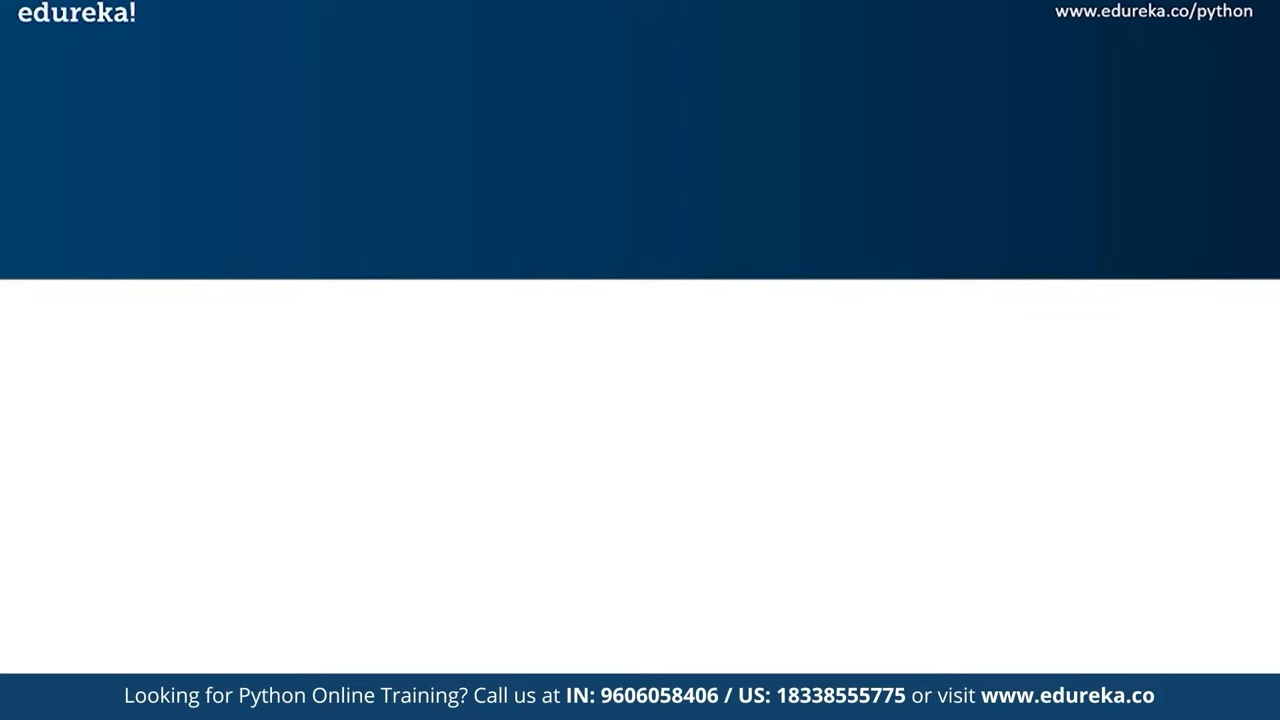 edureka!
www.edureka.co/python
Looking for Python Online Training? Call us at IN: 9606058406 / US: 18338555775 or visit www.edureka.co